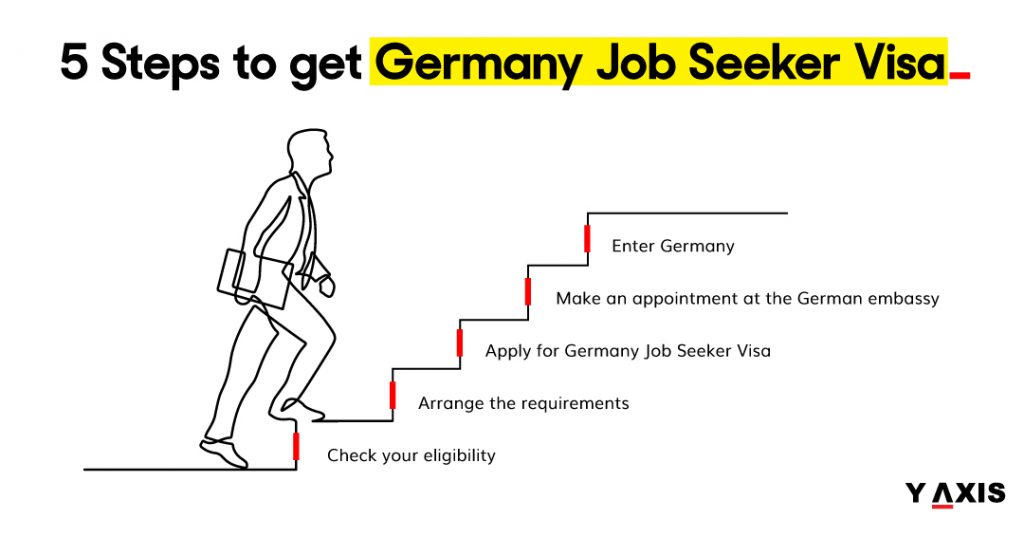 5 Steps to get Germany Job Seeker Visa_
Enter Germany
Make an appointment at the German embassy
Apply for Germany Job Seeker Visa
Arrange the requirements
Check your eligibility
Y AXIS